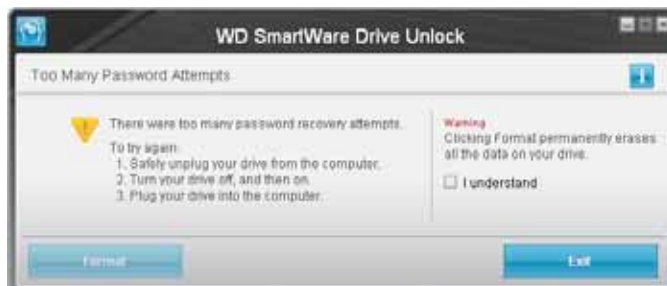 WD SmartWare Drive Unlock
Too Many Password Attempts
There were too many password recovery attempts.
To try again:
1. Safely unplug your drive from the computer.
2. Turn your drive off, and then on.
3. Plug your drive into the computer.
Warning
Clicking Format permanently erases
all the data on your drive.
I understand
Format
Exit